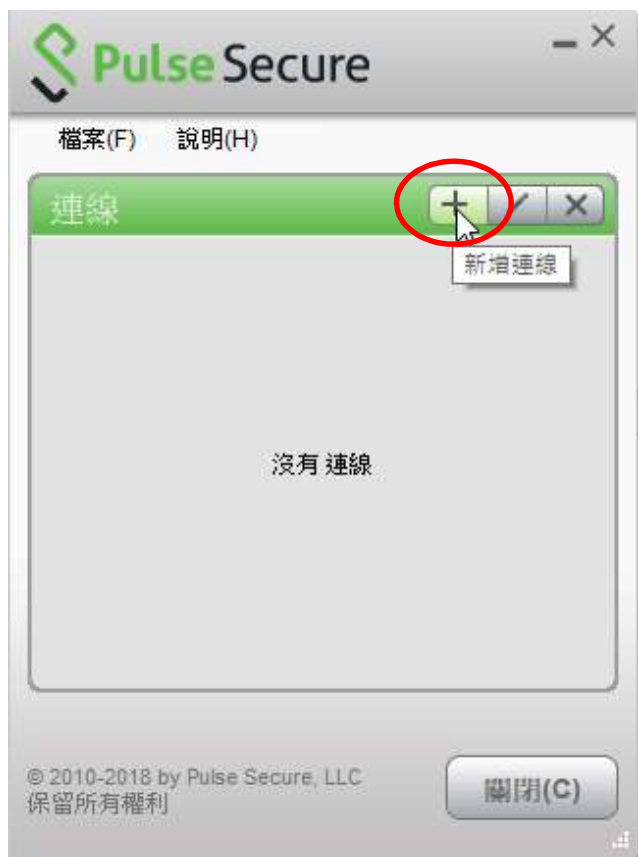 Pulse Secure
檔案(F) 說明(H)
連線
新增連線
沒有 連線
© 2010-2018 by Pulse Secure, LLC
保留所有權利
關閉(C)